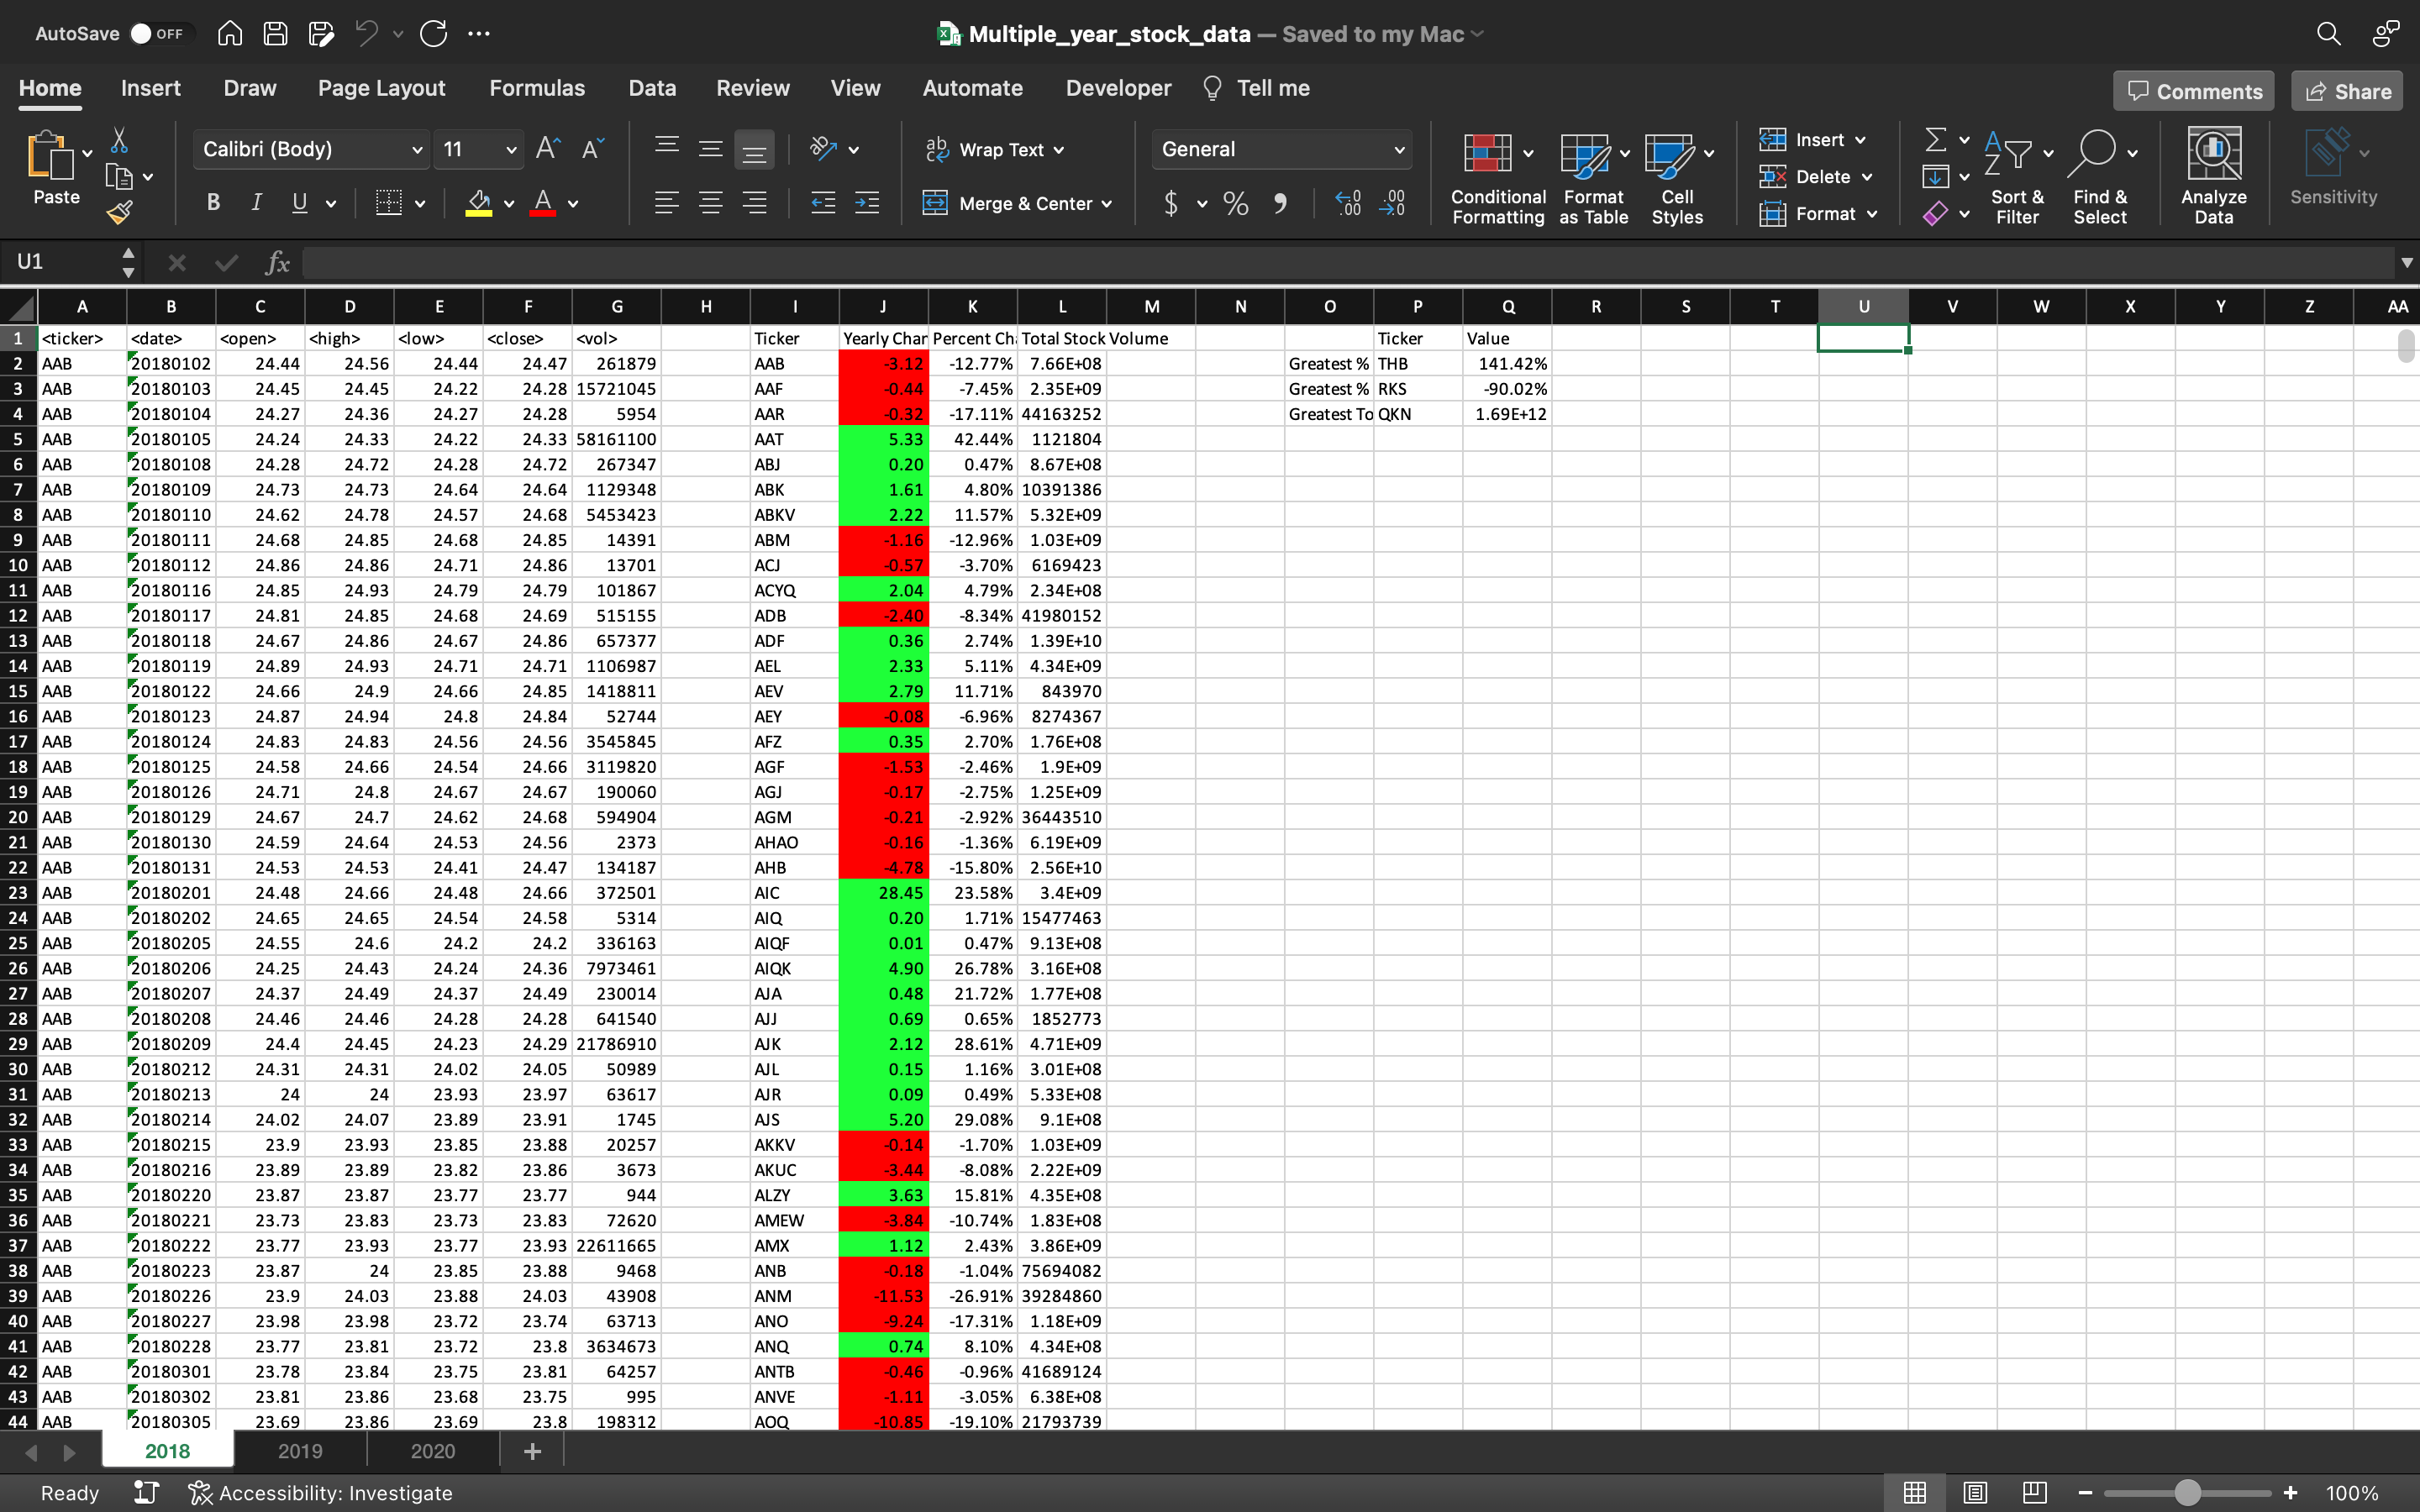 AutoSave OFF Multiple_year_stock_data — Saved to my Mac
Home Insert Draw Page Layout Formulas Data Review View Automate Developer Tell me Comments Share
Paste Calibri (Body) 11 Wrap Text General Insert
B I U Merge & Center $ % Conditional Formatting Format as Table Cell Styles Delete Format Sort & Filter Find & Select Analyze Data Sensitivity
U1 fx
A B C D E F G H I J K L M N O P Q R S T U V W X Y Z AA
1 <ticker> <date> <open> <high> <low> <close> <vol> Ticker Yearly Char Percent Ch Total Stock Volume Ticker Value
2 AAB 20180102 24.44 24.56 24.44 24.47 261879 AAB -3.12 -12.77% 7.66E+08 Greatest % THB 141.42%
3 AAB 20180103 24.45 24.45 24.22 24.28 15721045 AAF -0.44 -7.45% 2.35E+09 Greatest % RKS -90.02%
4 AAB 20180104 24.27 24.36 24.27 24.28 5954 AAR -0.32 -17.11% 44163252 Greatest To QKN 1.69E+12
5 AAB 20180105 24.24 24.33 24.22 24.33 58161100 AAT 5.33 42.44% 1121804
6 AAB 20180108 24.28 24.72 24.28 24.72 267347 ABJ 0.20 0.47% 8.67E+08
7 AAB 20180109 24.73 24.73 24.64 24.64 1129348 ABK 1.61 4.80% 10391386
8 AAB 20180110 24.62 24.78 24.57 24.68 5453423 ABKV 2.22 11.57% 5.32E+09
9 AAB 20180111 24.68 24.85 24.68 24.85 14391 ABM -1.16 -12.96% 1.03E+09
10 AAB 20180112 24.86 24.86 24.71 24.86 13701 ACJ -0.57 -3.70% 6169423
11 AAB 20180116 24.85 24.93 24.79 24.79 101867 ACYQ 2.04 4.79% 2.34E+08
12 AAB 20180117 24.81 24.85 24.68 24.69 515155 ADB -2.40 -8.34% 41980152
13 AAB 20180118 24.67 24.86 24.67 24.86 657377 ADF 0.36 2.74% 1.39E+10
14 AAB 20180119 24.89 24.93 24.71 24.71 1106987 AEL 2.33 5.11% 4.34E+09
15 AAB 20180122 24.66 24.9 24.66 24.85 1418811 AEV 2.79 11.71% 843970
16 AAB 20180123 24.87 24.94 24.8 24.84 52744 AEY -0.08 -6.96% 8274367
17 AAB 20180124 24.83 24.83 24.56 24.56 3545845 AFZ 0.35 2.70% 1.76E+08
18 AAB 20180125 24.58 24.66 24.54 24.66 3119820 AGF -1.53 -2.46% 1.9E+09
19 AAB 20180126 24.71 24.8 24.67 24.67 190060 AGJ -0.17 -2.75% 1.25E+09
20 AAB 20180129 24.67 24.7 24.62 24.68 594904 AGM -0.21 -2.92% 36443510
21 AAB 20180130 24.59 24.64 24.53 24.56 2373 AHAO -0.16 -1.36% 6.19E+09
22 AAB 20180131 24.53 24.53 24.41 24.47 134187 AHB -4.78 -15.80% 2.56E+10
23 AAB 20180201 24.48 24.66 24.48 24.66 372501 AIC 28.45 23.58% 3.4E+09
24 AAB 20180202 24.65 24.65 24.54 24.58 5314 AIQ 0.20 1.71% 15477463
25 AAB 20180205 24.55 24.6 24.2 24.2 336163 AIQF 0.01 0.47% 9.13E+08
26 AAB 20180206 24.25 24.43 24.24 24.36 7973461 AIQK 4.90 26.78% 3.16E+08
27 AAB 20180207 24.37 24.49 24.37 24.49 230014 AJA 0.48 21.72% 1.77E+08
28 AAB 20180208 24.46 24.46 24.28 24.28 641540 AJJ 0.69 0.65% 1852773
29 AAB 20180209 24.4 24.45 24.23 24.29 21786910 AJK 2.12 28.61% 4.71E+09
30 AAB 20180212 24.31 24.31 24.02 24.05 50989 AJL 0.15 1.16% 3.01E+08
31 AAB 20180213 24 24 23.93 23.97 63617 AJR 0.09 0.49% 5.33E+08
32 AAB 20180214 24.02 24.07 23.89 23.91 1745 AJS 5.20 29.08% 9.1E+08
33 AAB 20180215 23.9 23.93 23.85 23.88 20257 AKKV -0.14 -1.70% 1.03E+09
34 AAB 20180216 23.89 23.89 23.82 23.86 3673 AKUC -3.44 -8.08% 2.22E+09
35 AAB 20180220 23.87 23.87 23.77 23.77 944 ALZY 3.63 15.81% 4.35E+08
36 AAB 20180221 23.73 23.83 23.73 23.83 72620 AMEW -3.84 -10.74% 1.83E+08
37 AAB 20180222 23.77 23.93 23.77 23.93 22611665 AMX 1.12 2.43% 3.86E+09
38 AAB 20180223 23.87 24 23.85 23.88 9468 ANB -0.18 -1.04% 75694082
39 AAB 20180226 23.9 24.03 23.88 24.03 43908 ANM -11.53 -26.91% 39284860
40 AAB 20180227 23.98 23.98 23.72 23.74 63713 ANO -9.24 -17.31% 1.18E+09
41 AAB 20180228 23.77 23.81 23.72 23.8 3634673 ANQ 0.74 8.10% 4.34E+08
42 AAB 20180301 23.78 23.84 23.75 23.81 64257 ANTB -0.46 -0.96% 41689124
43 AAB 20180302 23.81 23.86 23.68 23.75 995 ANVE -1.11 -3.05% 6.38E+08
44 AAB 20180305 23.69 23.86 23.69 23.8 198312 AOQ -10.85 -19.10% 21793739
2018 2019 2020 +
Ready Accessibility: Investigate 100%